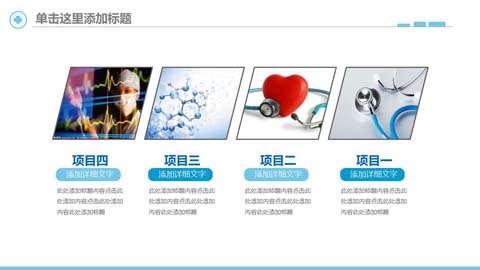 单击这里添加标题
项目四
添加详细文字
此处添加标题内容点击此
处添加内容点击此处添加
内容此处添加标题
项目三
添加详细文字
此处添加标题内容点击此
处添加内容点击此处添加
内容此处添加标题
项目二
添加详细文字
此处添加标题内容点击此
处添加内容点击此处添加
内容此处添加标题
项目一
添加详细文字
此处添加标题内容点击此
处添加内容点击此处添加
内容此处添加标题